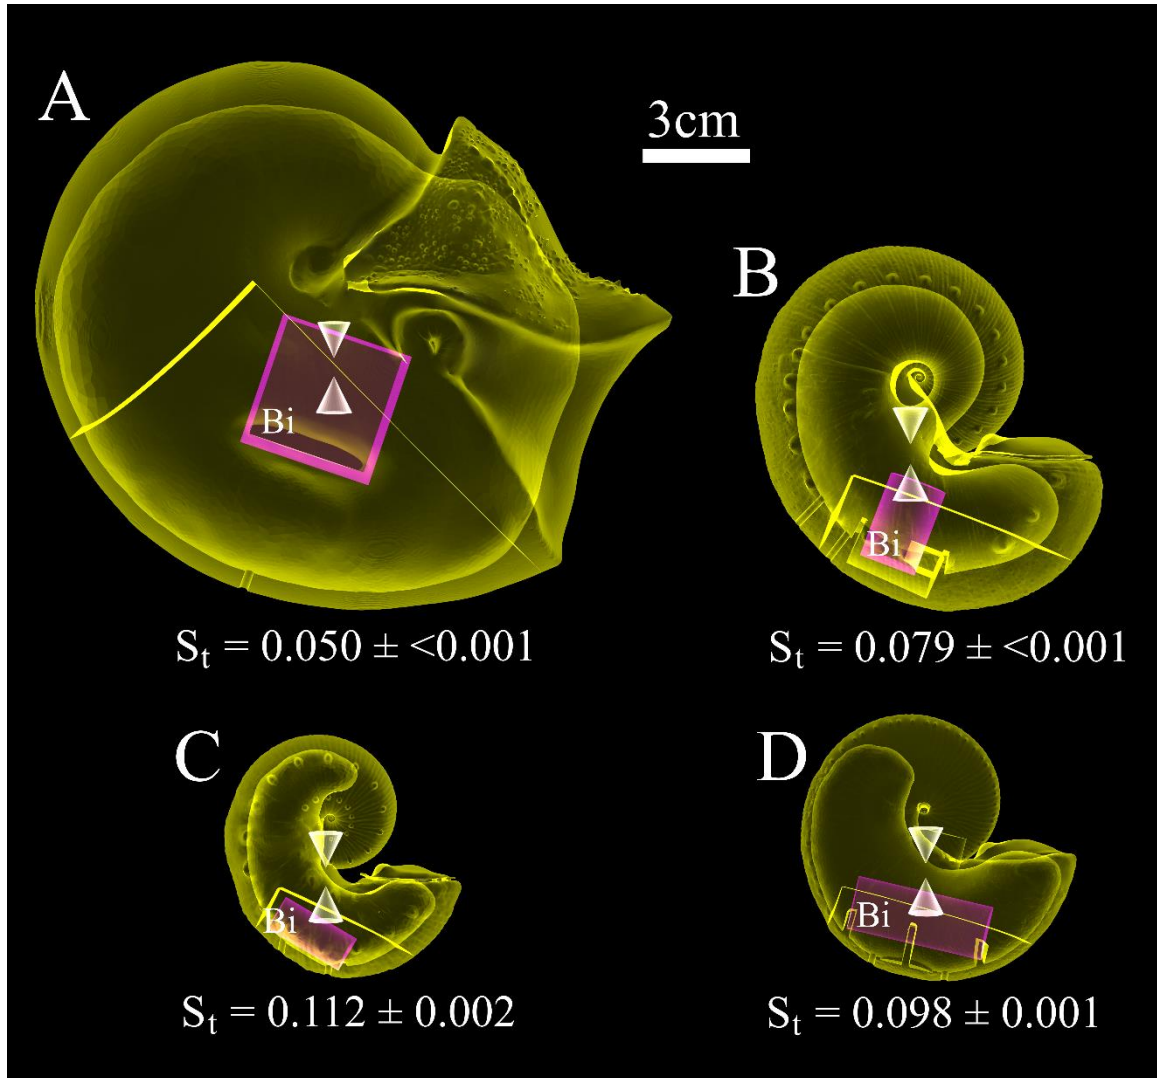 A
3cm
B
Bi
Bi
Sₜ = 0.050 ± <0.001
Sₜ = 0.079 ± <0.001
C
D
Bi
Bi
Sₜ = 0.112 ± 0.002
Sₜ = 0.098 ± 0.001